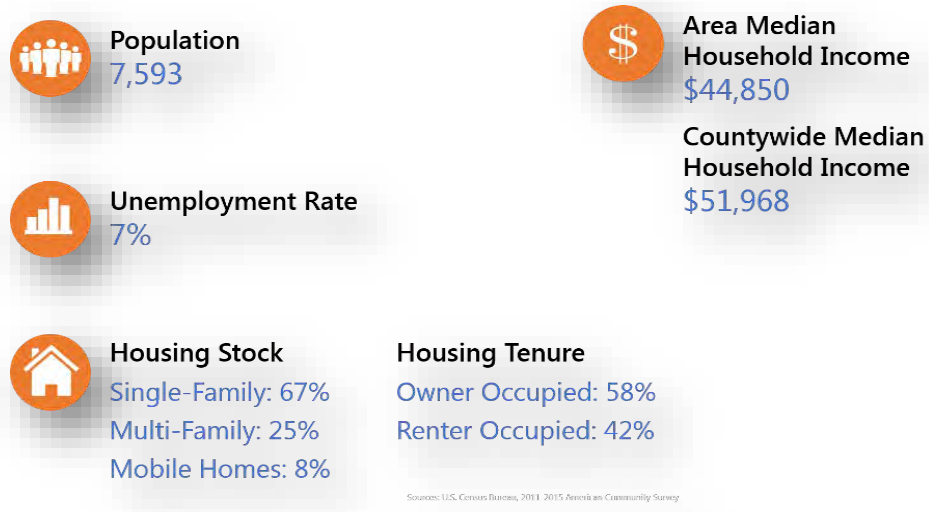 Population
7,593
Area Median
Household Income
$44,850
Countywide Median
Household Income
$51,968
Unemployment Rate
7%
Housing Stock
Single-Family: 67%
Multi-Family: 25%
Mobile Homes: 8%
Housing Tenure
Owner Occupied: 58%
Renter Occupied: 42%
Sources: U.S. Census Bureau, 2011-2015 American Community Survey